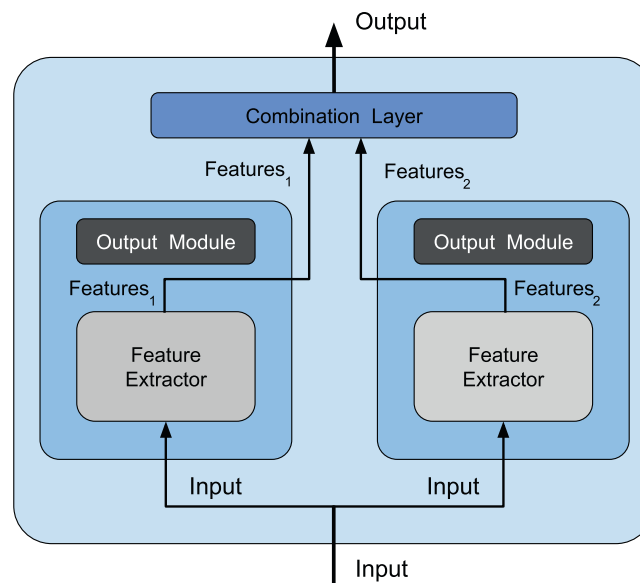 Output
Combination Layer
Features₁
Features₂
Output Module
Output Module
Features₁
Features₂
Feature
Extractor
Feature
Extractor
Input
Input
Input